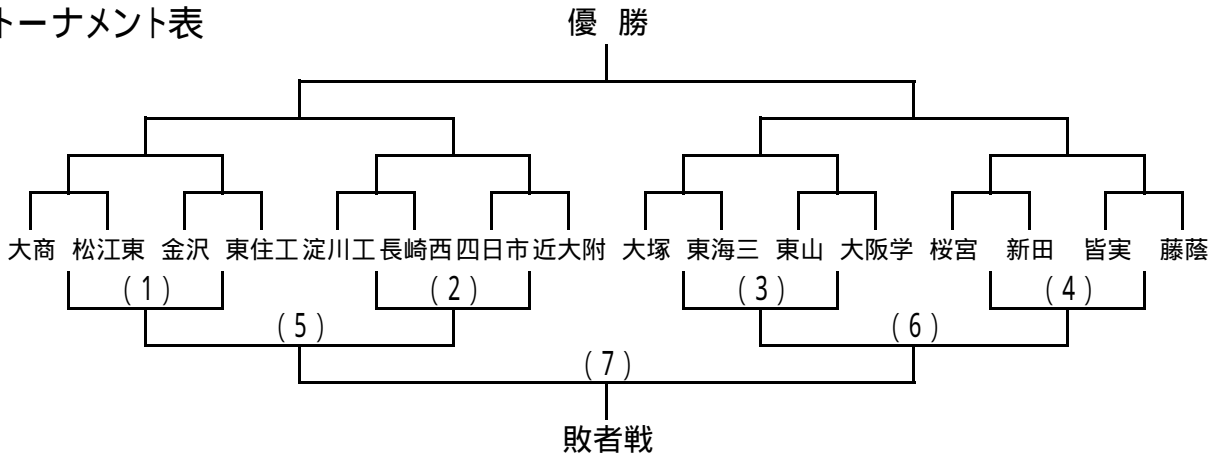 トーナメント表
優 勝
大商 松江東 金沢 東住工 淀川工 長崎西 四日市 近大附 大塚 東海三 東山 大阪学 桜宮 新田 皆実 藤蔭
(1) (2) (3) (4)
(5) (6)
(7)
敗者戦